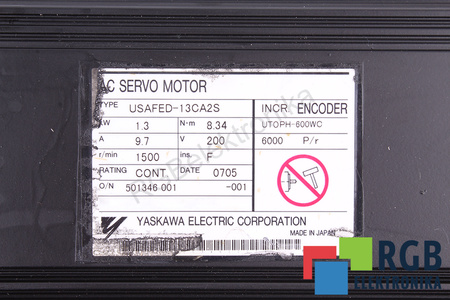 AC SERVO MOTOR
TYPE USAFED-13CA2S INCR. ENCODER
kW 1.3 N·m 8.34 UTOPH-600WC
A 9.7 V 200 6000 P/r
r/min 1500 ins. F
RATING CONT. DATE 0705
O/N 501346 001 -001
YASKAWA ELECTRIC CORPORATION
MADE IN JAPAN
RGBelektronika
RGB
ELEKTRONIKA